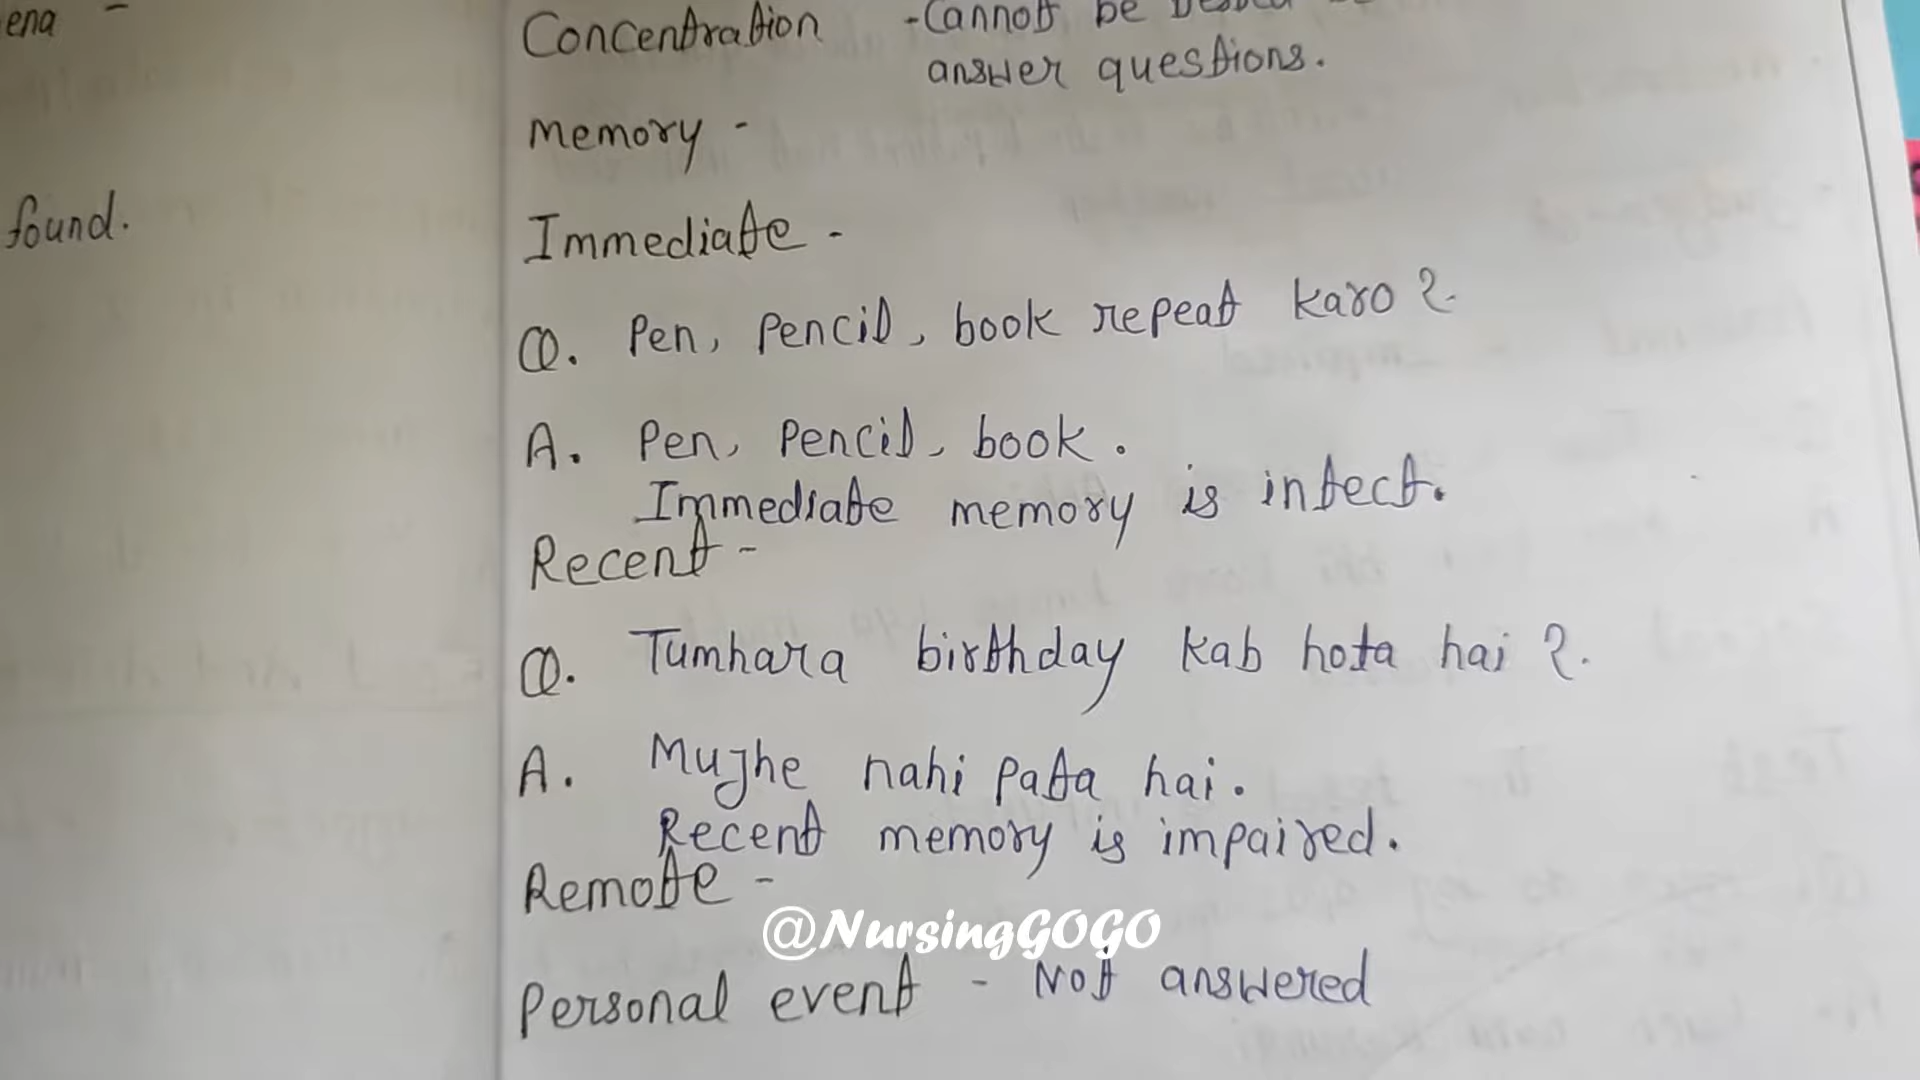 ena -
found.
Concentration - Cannot be
answer questions.
Memory -
Immediate -
Q. Pen, Pencil, book repeat karo ?.
A. Pen, Pencil, book.
Immediate memory is intect.
Recent -
Q. Tumhara birthday kab hota hai ?.
A. Mujhe nahi pata hai.
Recent memory is impaired.
Remote -
@NursingGOGO
Personal event - Not answered